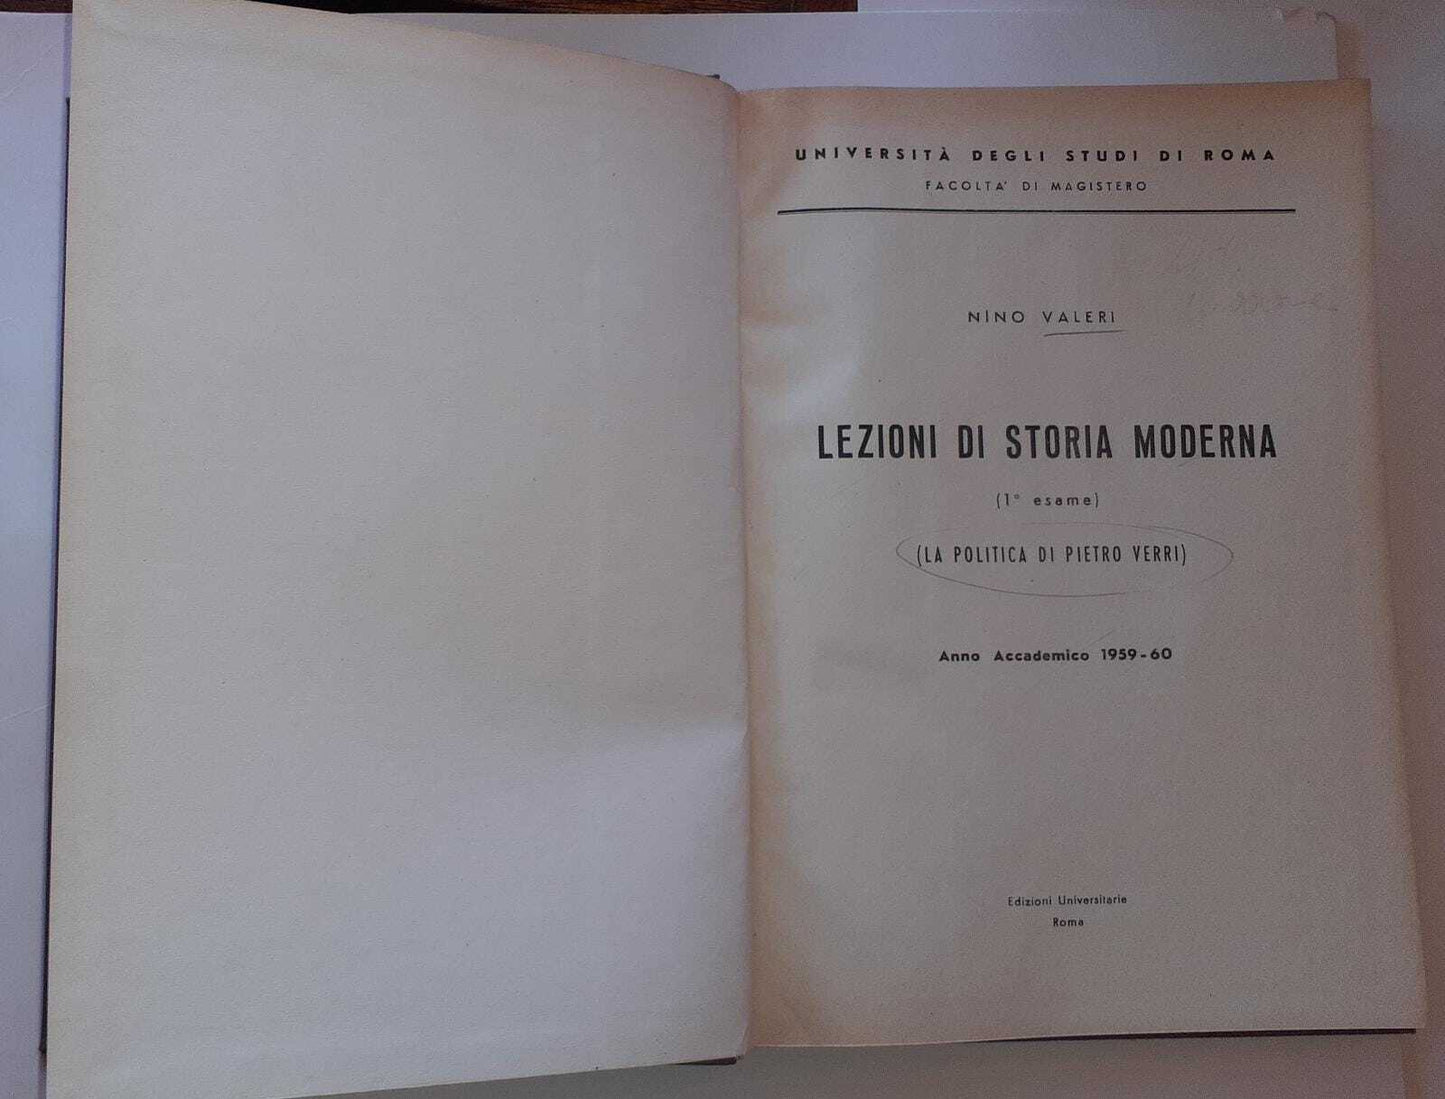 UNIVERSITÀ DEGLI STUDI DI ROMA
FACOLTA' DI MAGISTERO
NINO VALERI
LEZIONI DI STORIA MODERNA
(1° esame)
(LA POLITICA DI PIETRO VERRI)
Anno Accademico 1959-60
Edizioni Universitarie
Roma